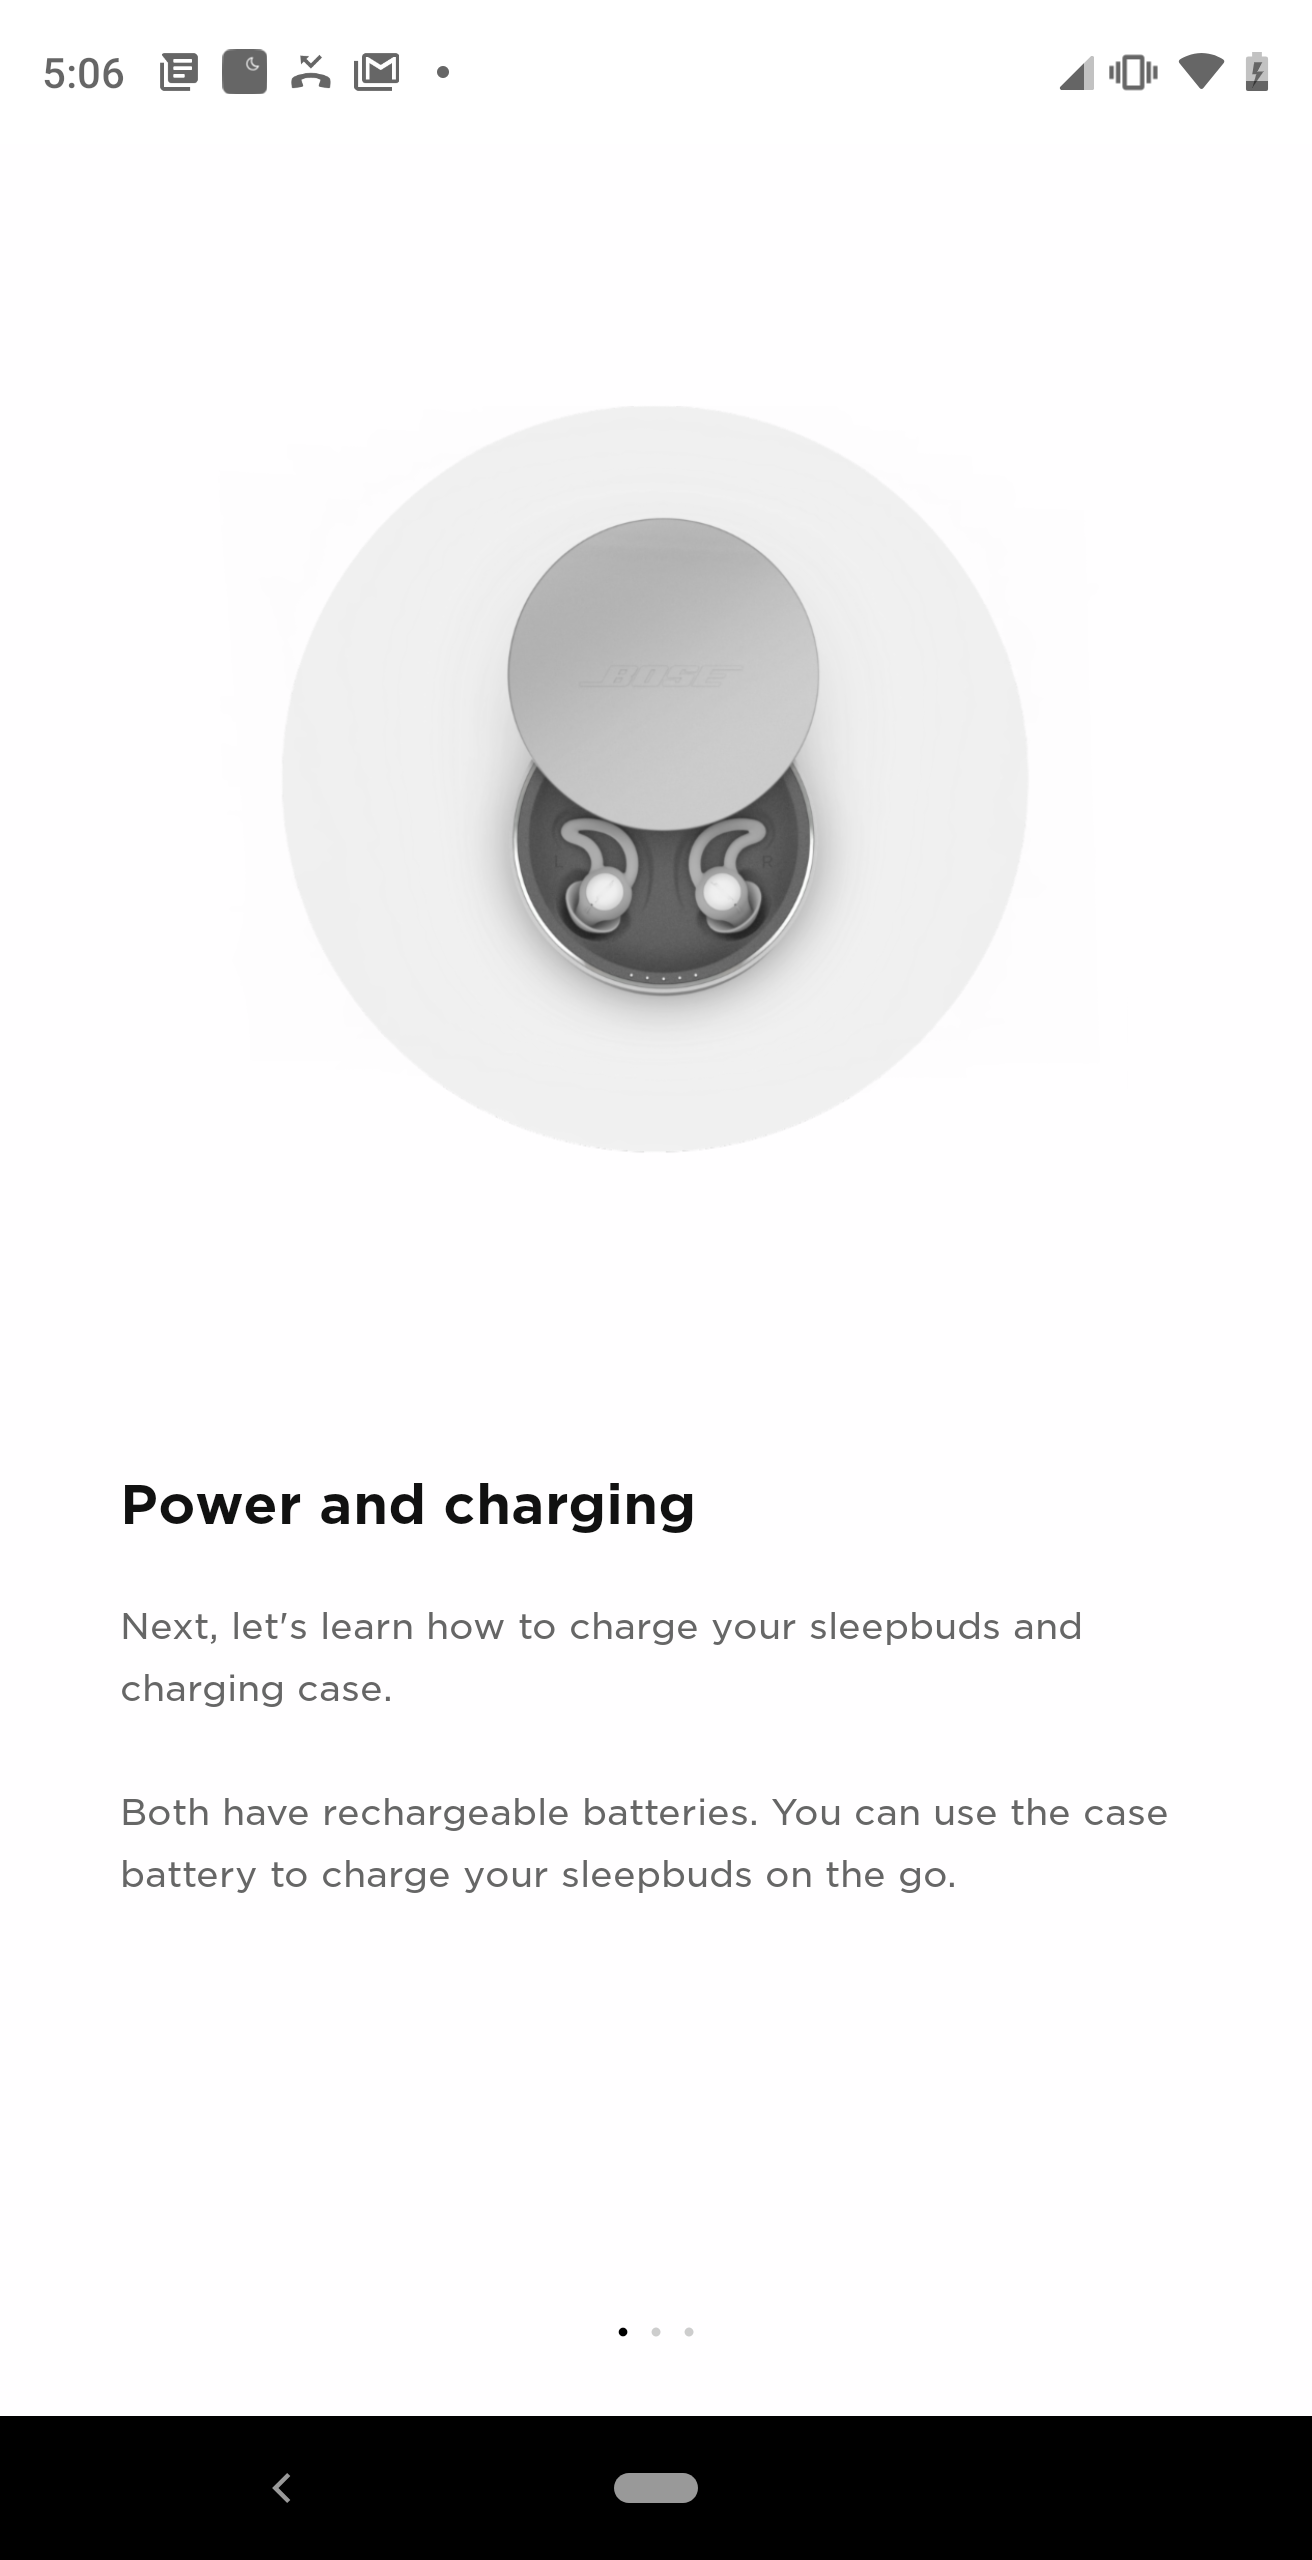 5:06
BOSE
L R
Power and charging
Next, let's learn how to charge your sleepbuds and
charging case.
Both have rechargeable batteries. You can use the case
battery to charge your sleepbuds on the go.